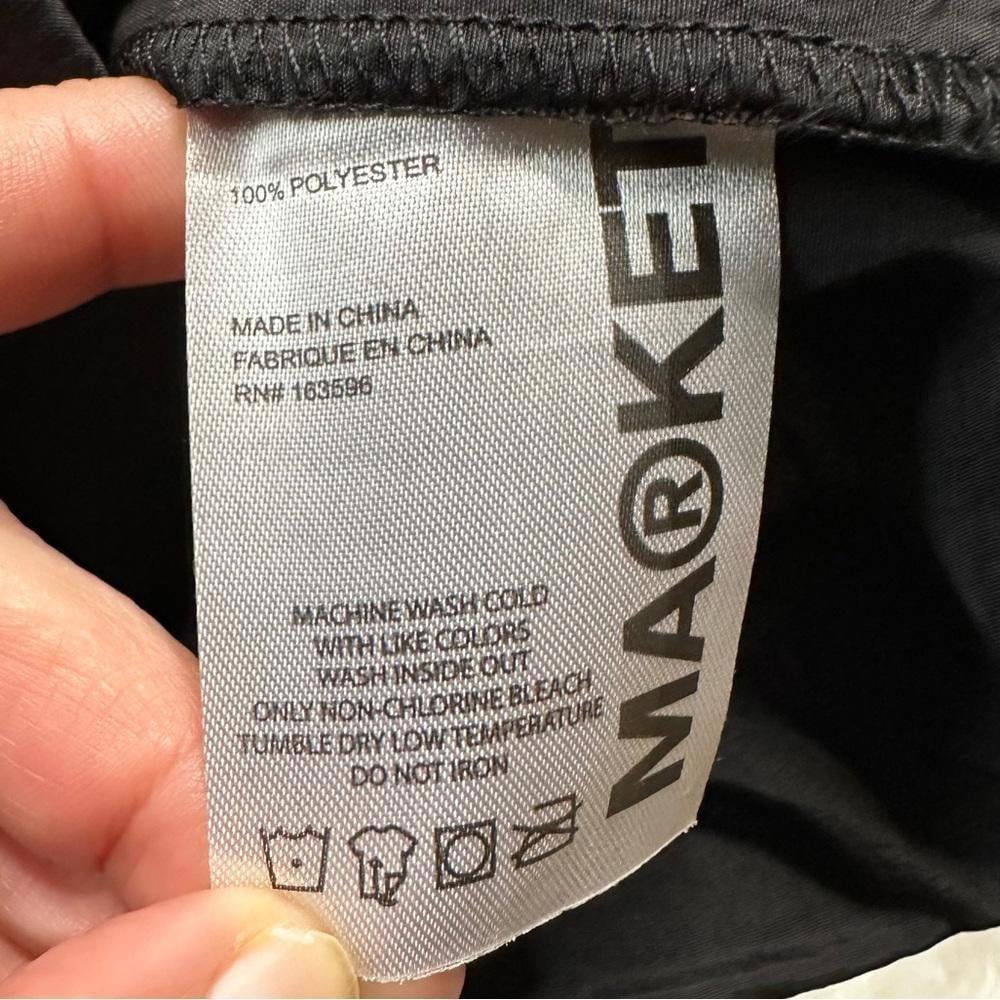 100% POLYESTER
MADE IN CHINA
FABRIQUE EN CHINA
RN# 163596
MACHINE WASH COLD
WITH LIKE COLORS
WASH INSIDE OUT
ONLY NON-CHLORINE BLEACH
TUMBLE DRY LOW TEMPERATURE
DO NOT IRON
MA®KET